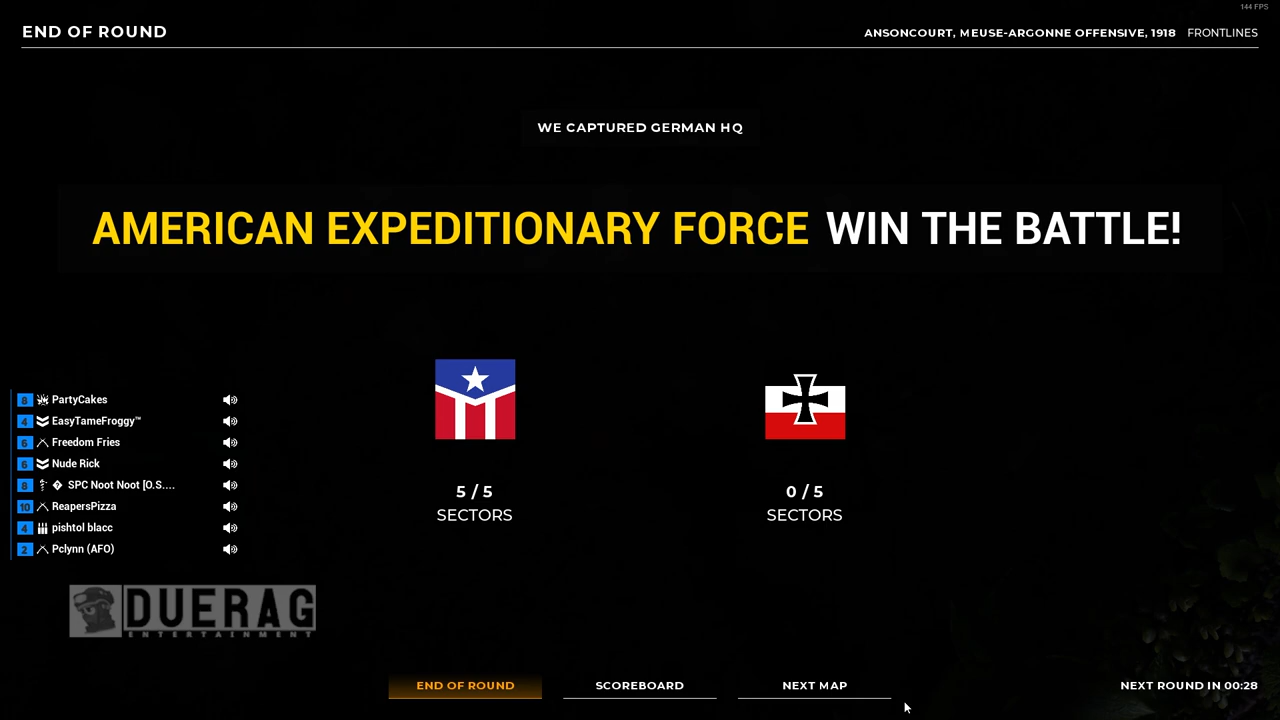 144 FPS
END OF ROUND
ANSONCOURT, MEUSE-ARGONNE OFFENSIVE, 1918 FRONTLINES
WE CAPTURED GERMAN HQ
AMERICAN EXPEDITIONARY FORCE WIN THE BATTLE!
8 PartyCakes
4 EasyTameFroggy™
6 Freedom Fries
6 Nude Rick
8 SPC Noot Noot [O.S....
10 ReapersPizza
4 pishtol blacc
2 Pclynn (AFO)
5 / 5
SECTORS
0 / 5
SECTORS
DUERAG
ENTERTAINMENT
END OF ROUND
SCOREBOARD
NEXT MAP
NEXT ROUND IN 00:28